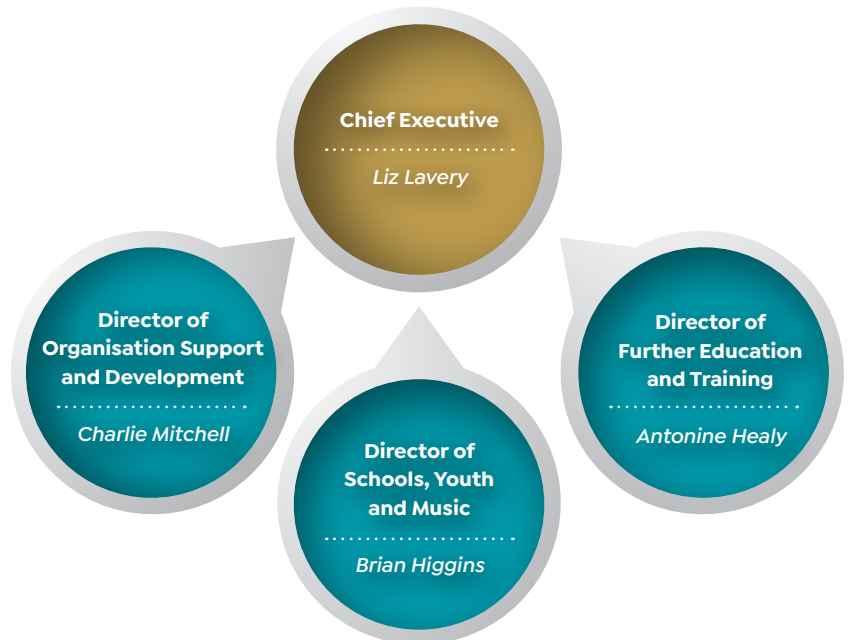 Chief Executive
Liz Lavery
Director of
Organisation Support
and Development
Charlie Mitchell
Director of
Schools, Youth
and Music
Brian Higgins
Director of
Further Education
and Training
Antonine Healy